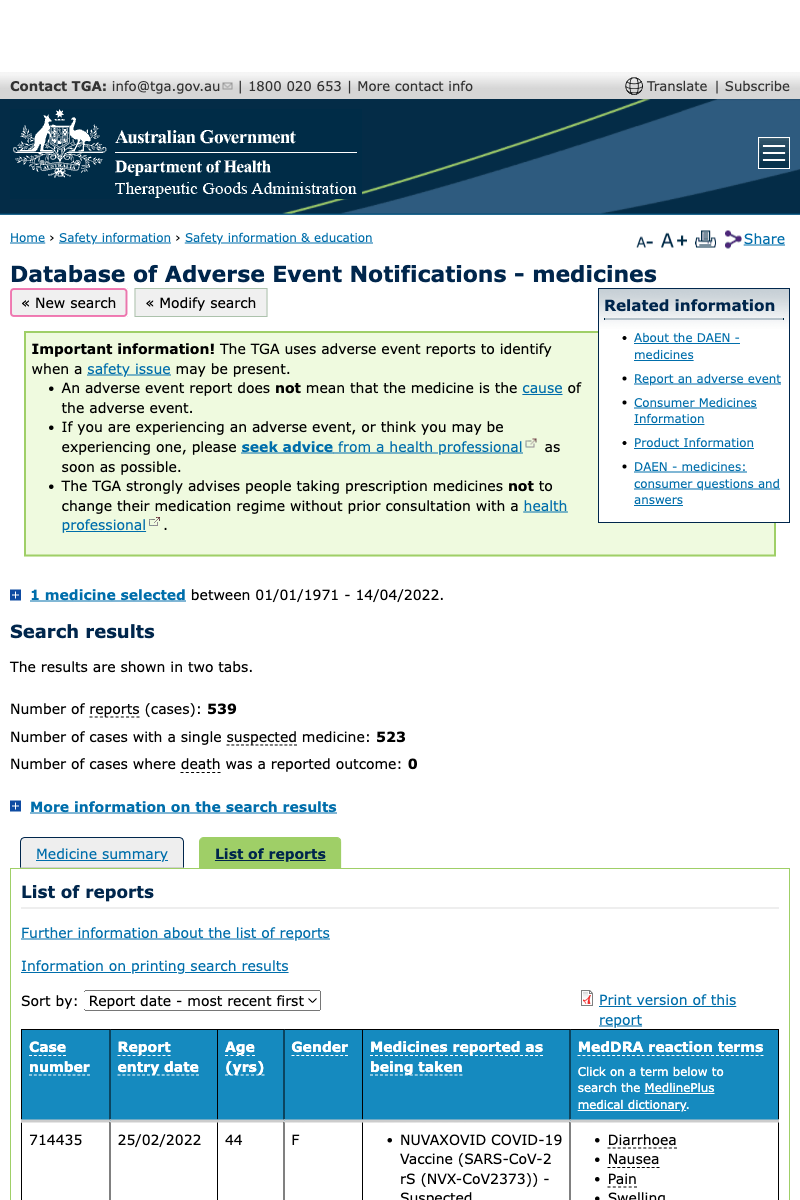 Contact TGA: info@tga.gov.au | 1800 020 653 | More contact info
Translate | Subscribe
Australian Government
Department of Health
Therapeutic Goods Administration
Home › Safety information › Safety information & education
A- A+ Share
Database of Adverse Event Notifications - medicines
« New search « Modify search
Related information
• About the DAEN -
medicines
• Report an adverse event
• Consumer Medicines
Information
• Product Information
• DAEN - medicines:
consumer questions and
answers
Important information! The TGA uses adverse event reports to identify
when a safety issue may be present.
• An adverse event report does not mean that the medicine is the cause of
the adverse event.
• If you are experiencing an adverse event, or think you may be
experiencing one, please seek advice from a health professional as
soon as possible.
• The TGA strongly advises people taking prescription medicines not to
change their medication regime without prior consultation with a health
professional.
1 medicine selected between 01/01/1971 - 14/04/2022.
Search results
The results are shown in two tabs.
Number of reports (cases): 539
Number of cases with a single suspected medicine: 523
Number of cases where death was a reported outcome: 0
More information on the search results
Medicine summary
List of reports
List of reports
Further information about the list of reports
Information on printing search results
Sort by: Report date - most recent first
Print version of this
report
Case
number
Report
entry date
Age
(yrs)
Gender
Medicines reported as
being taken
MedDRA reaction terms
Click on a term below to
search the MedlinePlus
medical dictionary.
714435
25/02/2022
44
F
• NUVAXOVID COVID-19
Vaccine (SARS-CoV-2
rS (NVX-CoV2373)) -
Suspected
• Diarrhoea
• Nausea
• Pain
• Swelling